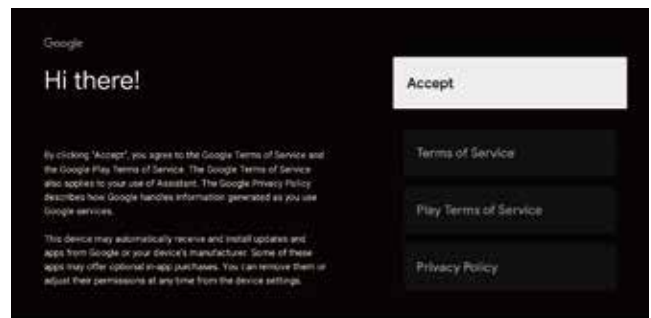 Google
Hi there!
By clicking "Accept", you agree to the Google Terms of Service and
the Google Play Terms of Service. The Google Terms of Service
also applies to your use of Assistant. The Google Privacy Policy
describes how Google handles information generated as you use
Google services.
This device may automatically receive and install updates and
apps from Google or your device's manufacturer. Some of these
apps may offer optional in-app purchases. You can remove them or
adjust their permissions at any time from the device settings.
Accept
Terms of Service
Play Terms of Service
Privacy Policy